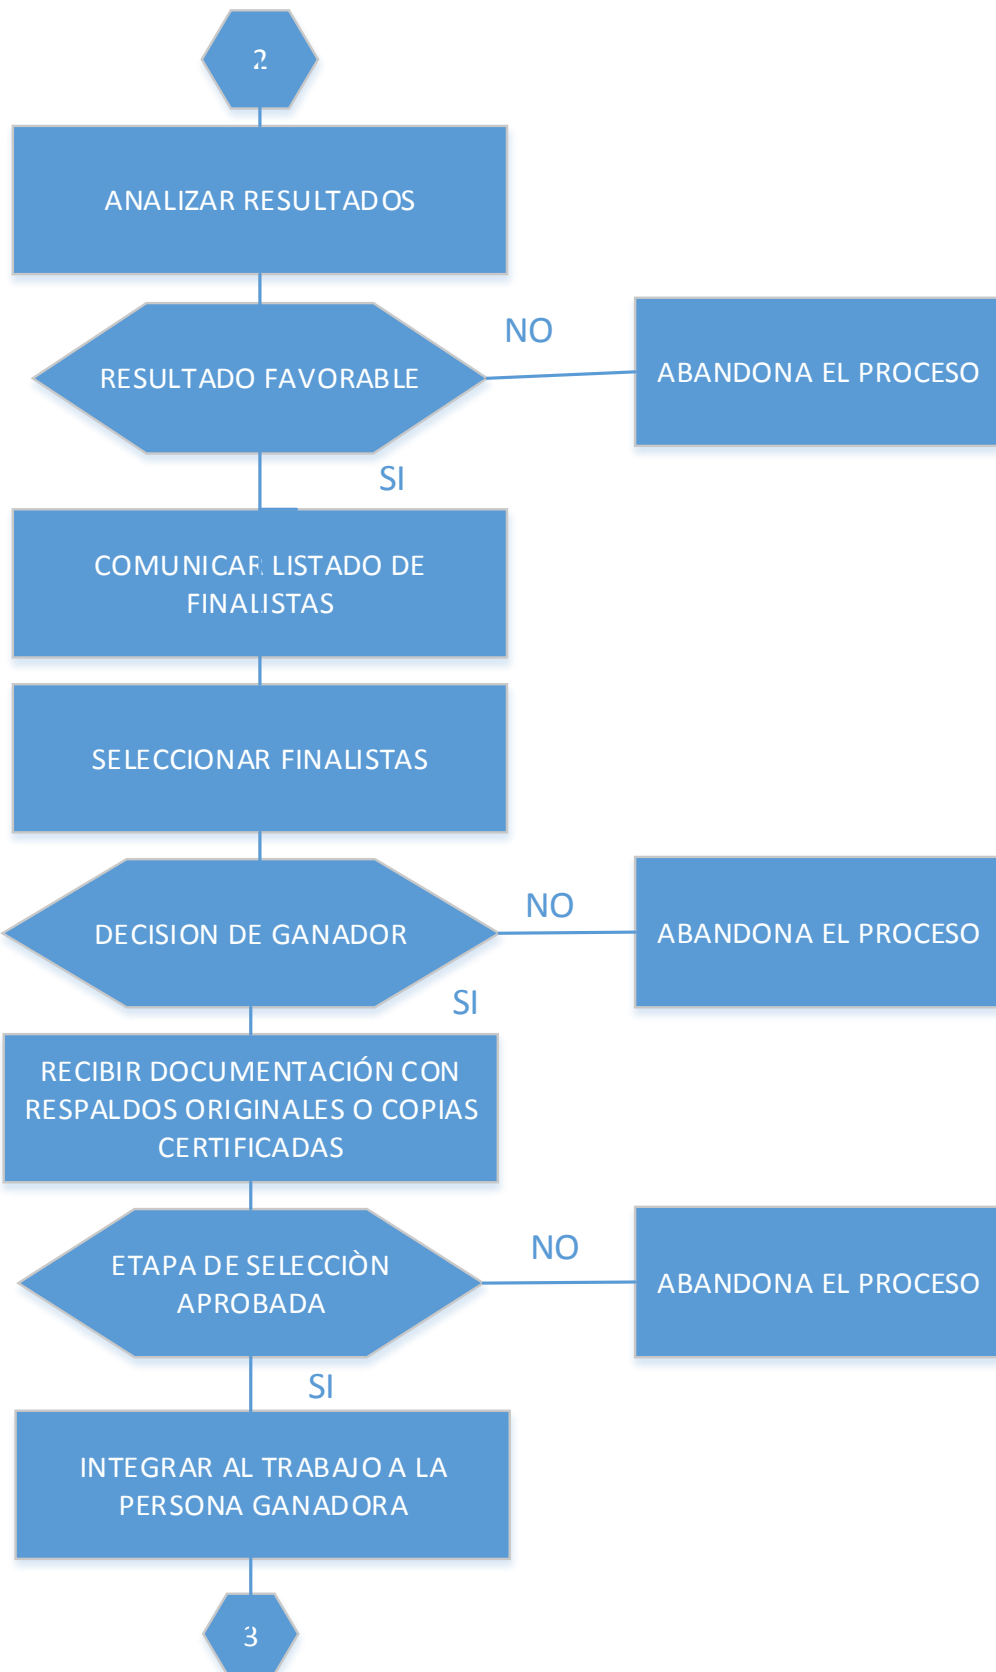 2
ANALIZAR RESULTADOS
RESULTADO FAVORABLE
NO
ABANDONA EL PROCESO
SI
COMUNICAR LISTADO DE
FINALISTAS
SELECCIONAR FINALISTAS
DECISION DE GANADOR
NO
ABANDONA EL PROCESO
SI
RECIBIR DOCUMENTACIÓN CON
RESPALDOS ORIGINALES O COPIAS
CERTIFICADAS
ETAPA DE SELECCIÒN
APROBADA
NO
ABANDONA EL PROCESO
SI
INTEGRAR AL TRABAJO A LA
PERSONA GANADORA
3